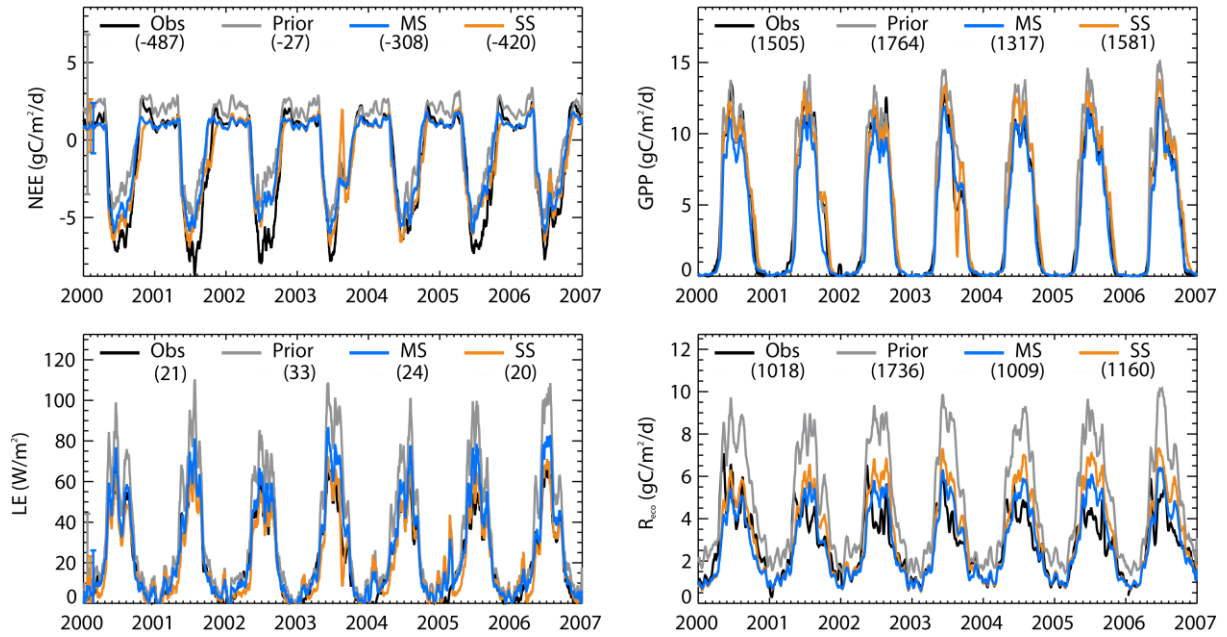 Obs Prior MS SS
(-487) (-27) (-308) (-420)
NEE (gC/m²/d)
5
0
-5
2000 2001 2002 2003 2004 2005 2006 2007
Obs Prior MS SS
(1505) (1764) (1317) (1581)
GPP (gC/m²/d)
15
10
5
0
2000 2001 2002 2003 2004 2005 2006 2007
Obs Prior MS SS
(21) (33) (24) (20)
LE (W/m²)
120
100
80
60
40
20
0
2000 2001 2002 2003 2004 2005 2006 2007
Obs Prior MS SS
(1018) (1736) (1009) (1160)
Reco (gC/m²/d)
12
10
8
6
4
2
0
2000 2001 2002 2003 2004 2005 2006 2007